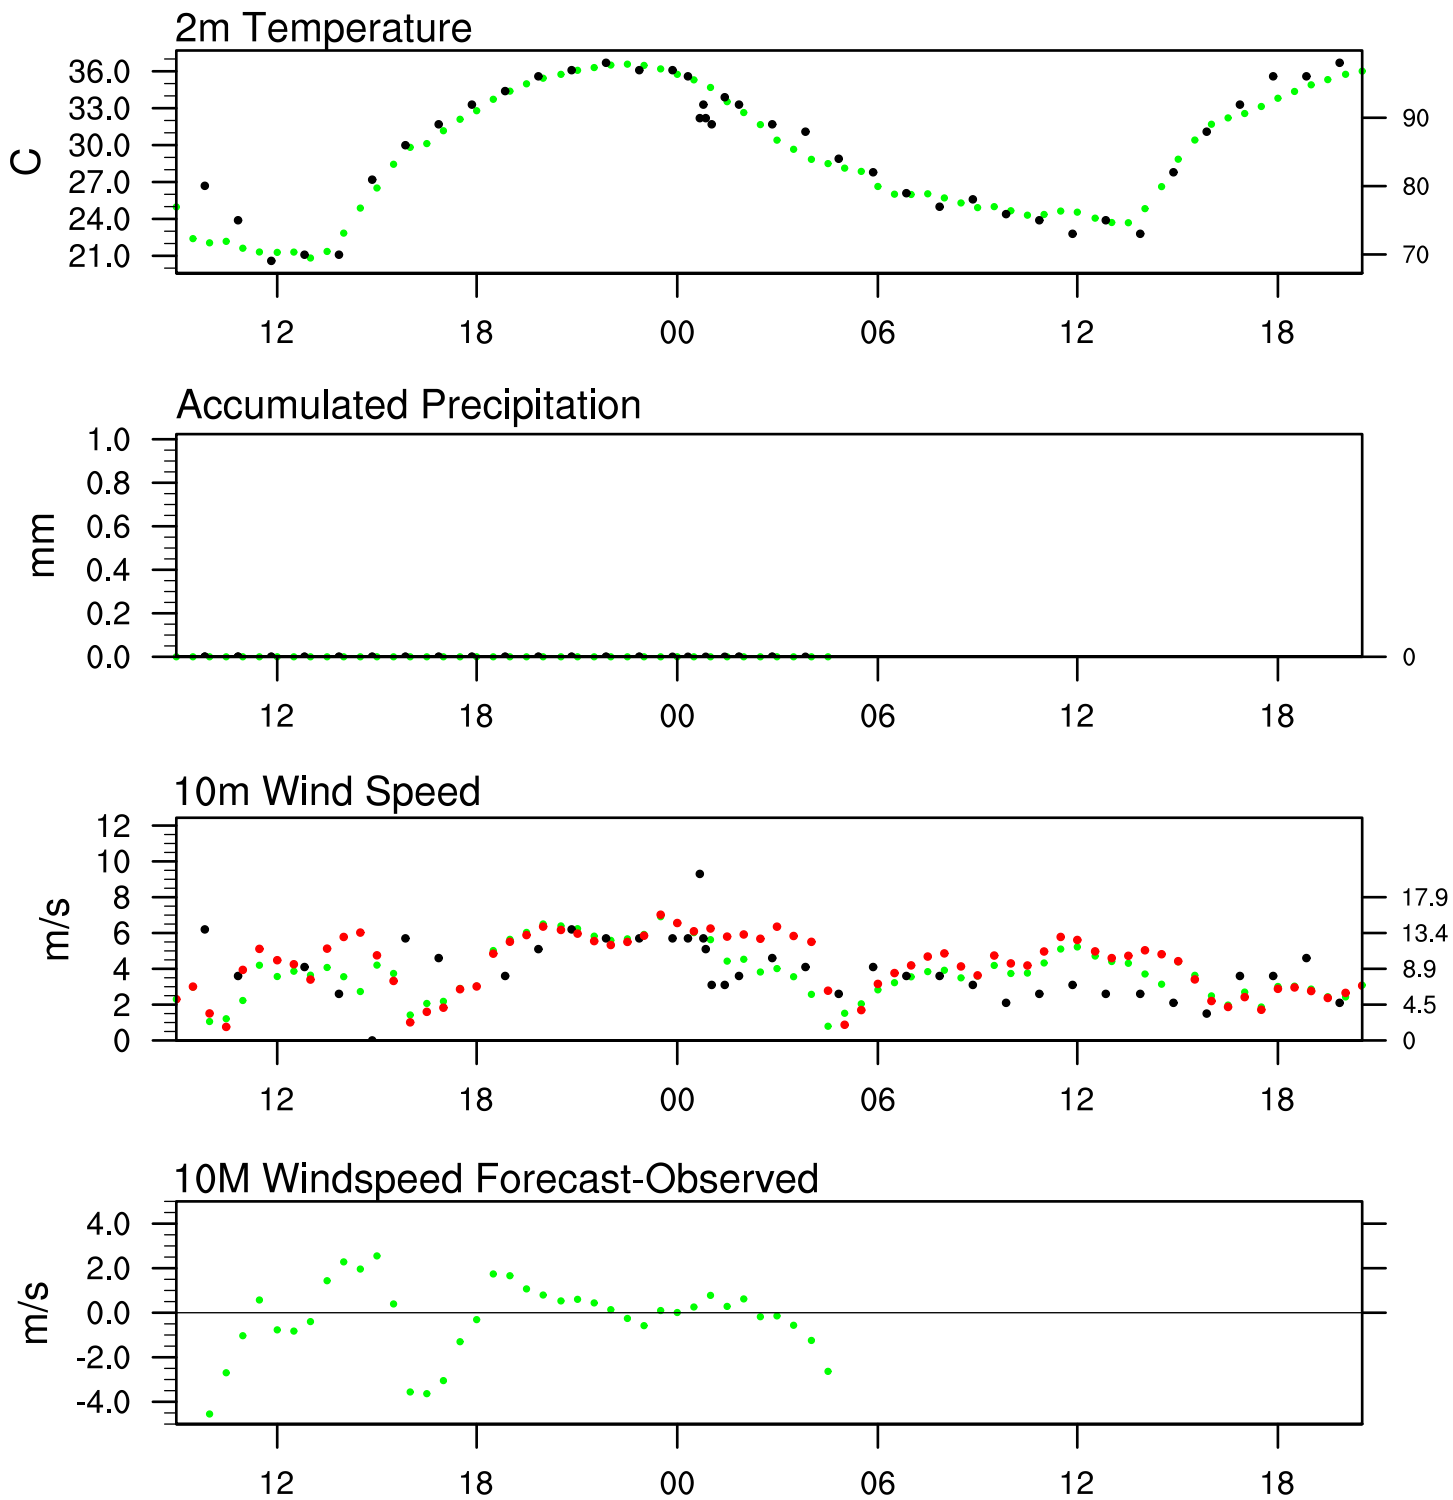 2m Temperature
36.0
33.0
30.0
27.0
24.0
21.0
C
90
80
70
12 18 00 06 12 18
Accumulated Precipitation
1.0
0.8
0.6
0.4
0.2
0.0
mm
0
12 18 00 06 12 18
10m Wind Speed
12
10
8
6
4
2
0
m/s
17.9
13.4
8.9
4.5
0
12 18 00 06 12 18
10M Windspeed Forecast-Observed
4.0
2.0
0.0
-2.0
-4.0
m/s
12 18 00 06 12 18